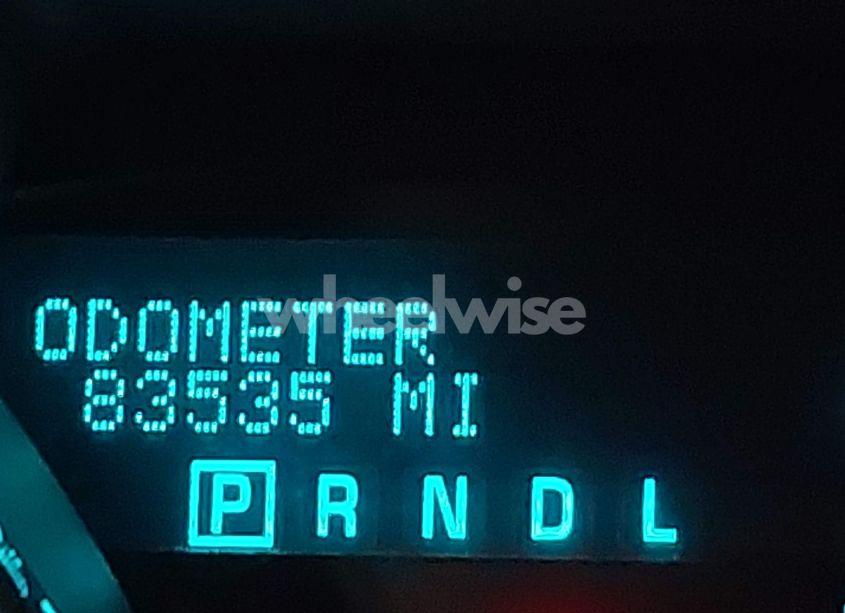 wheelwise
ODOMETER
83535 MI
P R N D L